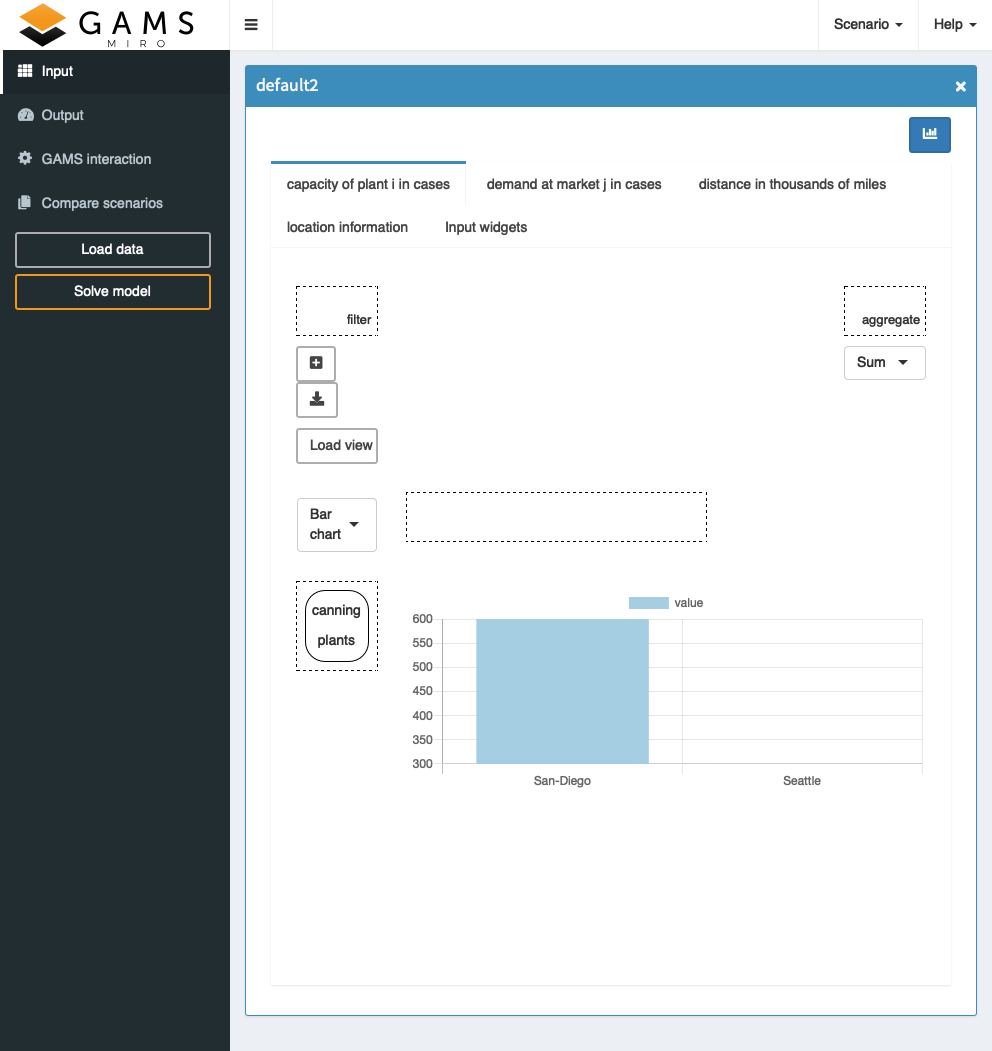 GAMS
MIRO
Scenario
Help
Input
Output
GAMS interaction
Compare scenarios
Load data
Solve model
default2
capacity of plant i in cases
demand at market j in cases
distance in thousands of miles
location information
Input widgets
filter
aggregate
Sum
Load view
Bar
chart
canning
plants
value
600
550
500
450
400
350
300
San-Diego
Seattle